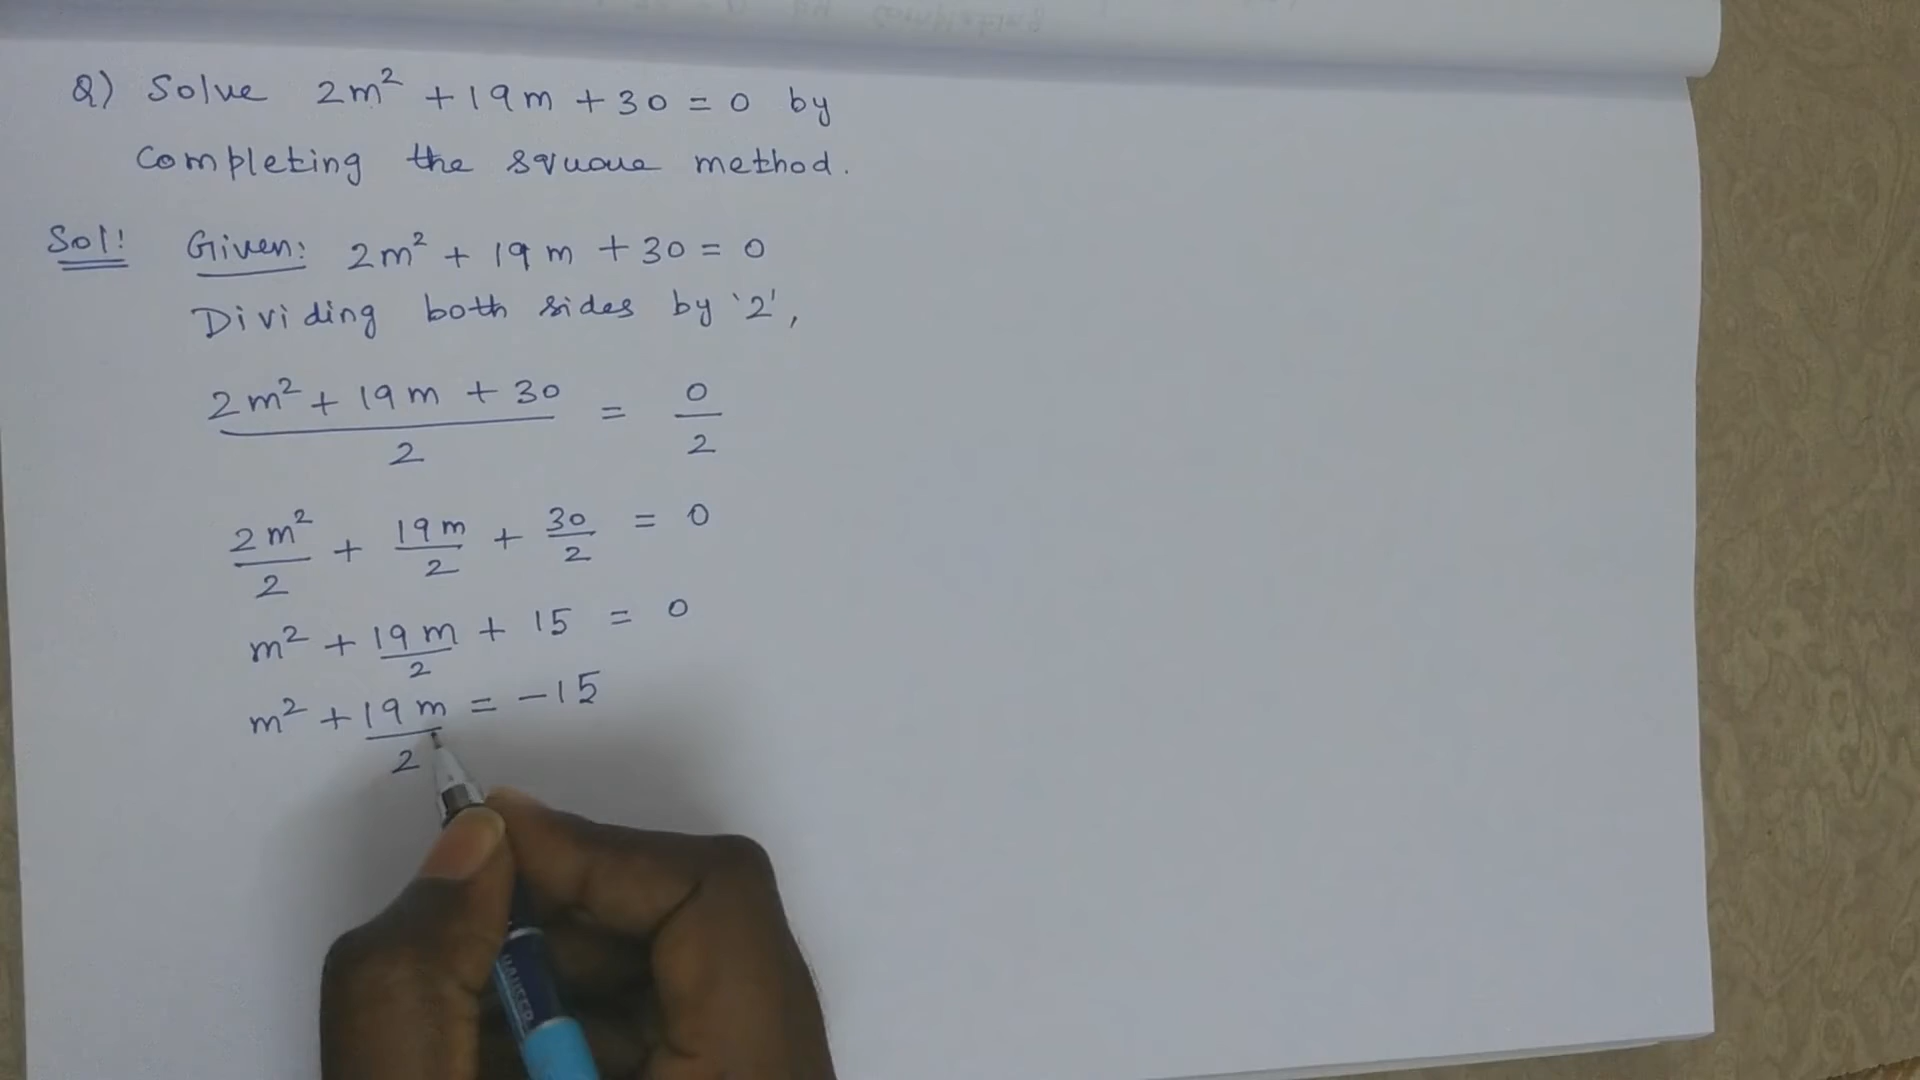 Q) Solve 2m² + 19m + 30 = 0 by
completing the square method.
Sol: Given: 2m² + 19m + 30 = 0
Dividing both sides by '2',
(2m² + 19m + 30)/2 = 0/2
2m²/2 + 19m/2 + 30/2 = 0
m² + 19m/2 + 15 = 0
m² + 19m/2 = -15